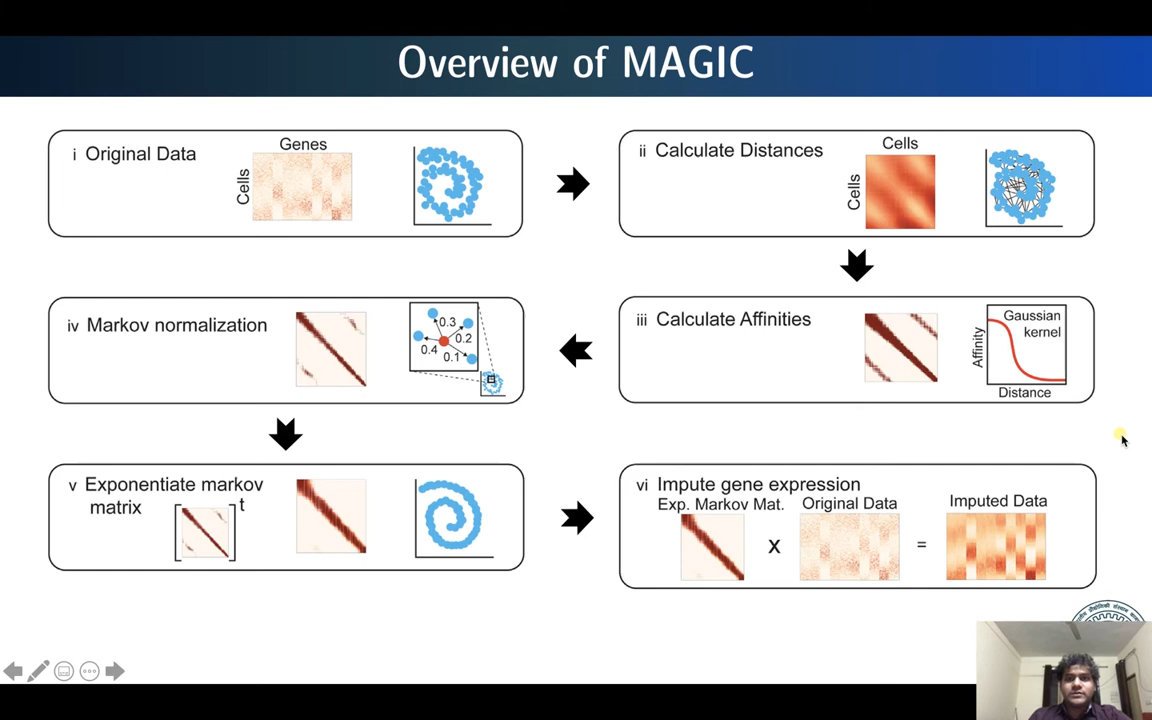 Overview of MAGIC
i Original Data
Genes
Cells
ii Calculate Distances
Cells
Cells
iv Markov normalization
0.3
0.2
0.4
0.1
iii Calculate Affinities
Gaussian
kernel
Affinity
Distance
v Exponentiate markov
matrix
t
vi Impute gene expression
Exp. Markov Mat. Original Data Imputed Data
x =